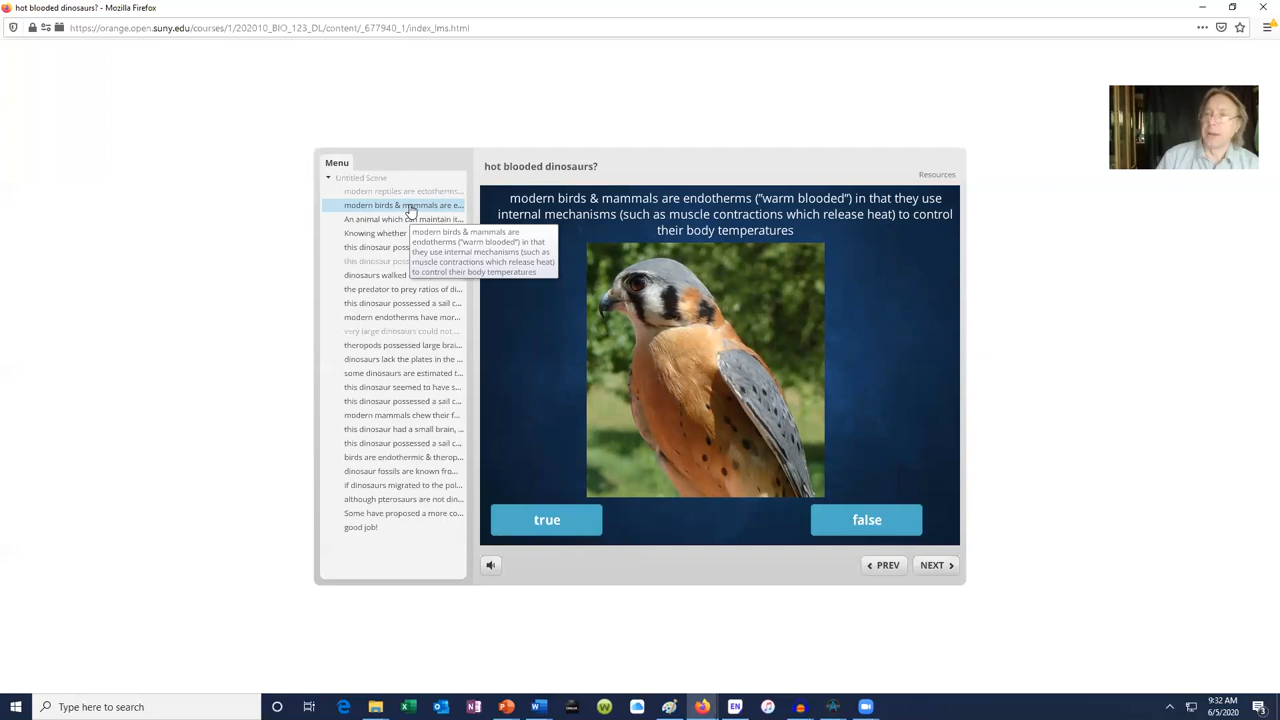 hot blooded dinosaurs? - Mozilla Firefox
https://orange.open.suny.edu/courses/1/202010_BIO_123_DL/content/_677940_1/index_lms.html
Menu
Untitled Scene
modern reptiles are ectotherms...
modern birds & mammals are e...
An animal which can maintain it...
Knowing whether
this dinosaur poss
this dinosaur poss
dinosaurs walked
the predator to prey ratios of di...
this dinosaur possessed a sail c...
modern endotherms have mor...
very large dinosaurs could not ...
theropods possessed large brai...
dinosaurs lack the plates in the ...
some dinosaurs are estimated t...
this dinosaur seemed to have s...
this dinosaur possessed a sail c...
modern mammals chew their f...
this dinosaur had a small brain, ...
this dinosaur possessed a sail c...
birds are endothermic & therop...
dinosaur fossils are known fro...
if dinosaurs migrated to the pol...
although pterosaurs are not din...
Some have proposed a more co...
good job!
modern birds & mammals are
endotherms ("warm blooded") in that
they use internal mechanisms (such as
muscle contractions which release heat)
to control their body temperatures
hot blooded dinosaurs?
Resources
modern birds & mammals are endotherms ("warm blooded") in that they use
internal mechanisms (such as muscle contractions which release heat) to control
their body temperatures
true
false
PREV
NEXT
Type here to search
9:32 AM
6/5/2020